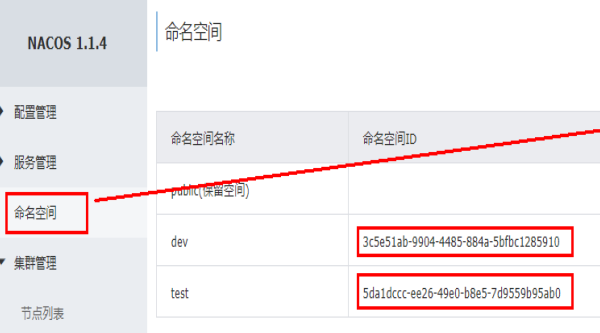 NACOS 1.1.4
配置管理
服务管理
命名空间
集群管理
节点列表
命名空间
命名空间名称 命名空间ID
public(保留空间)
dev 3c5e51ab-9904-4485-884a-5bfbc1285910
test 5da1dccc-ee26-49e0-b8e5-7d9559b95ab0